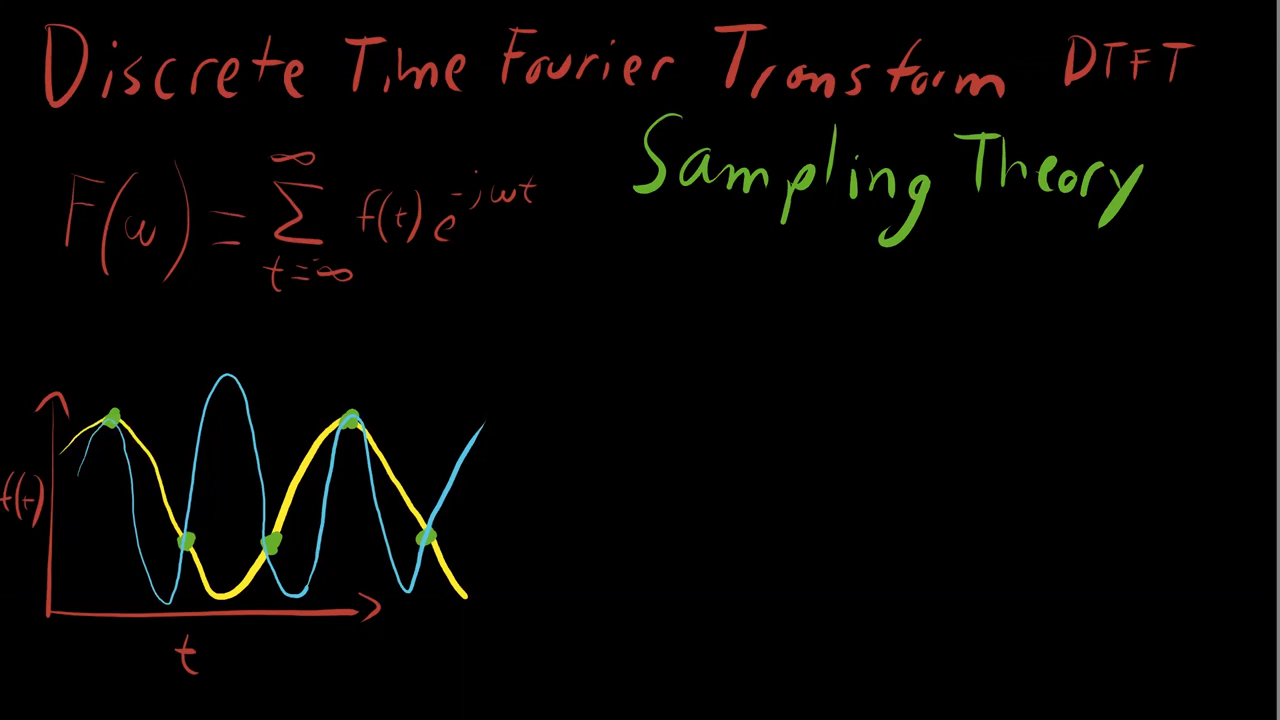 Discrete Time Fourier Transform DTFT
Sampling Theory
F(ω) = ∑_{t=-∞}^{∞} f(t) e^{-jωt}
f(t)
t